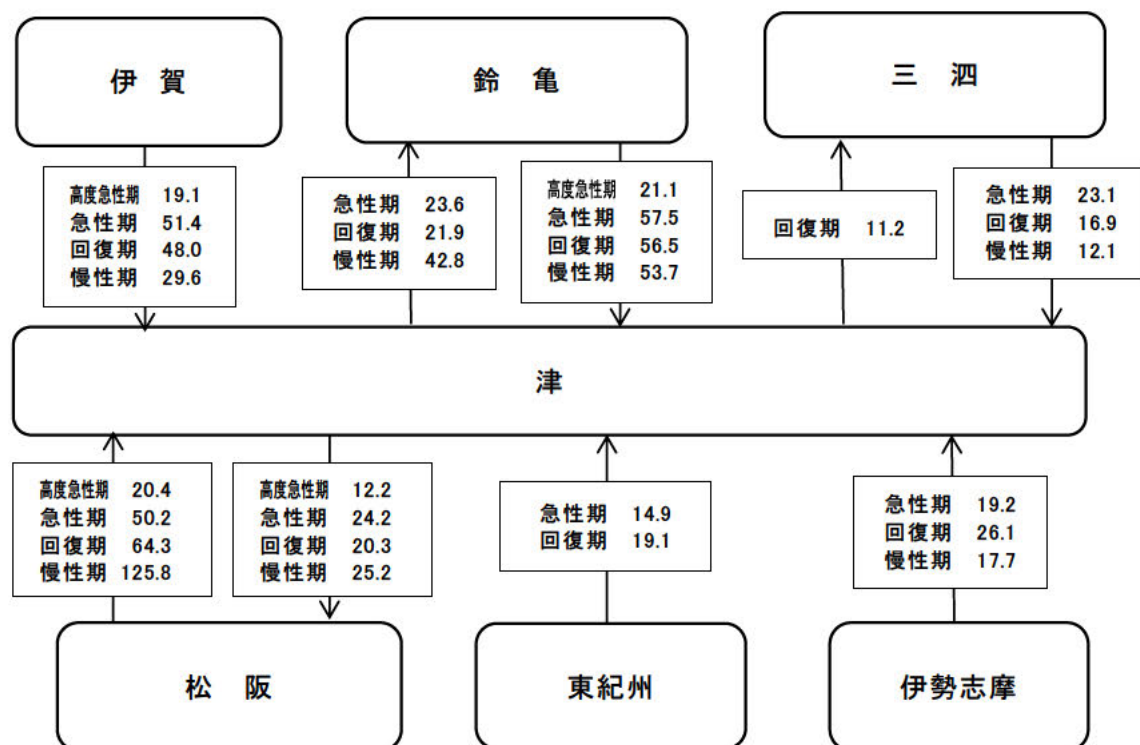 伊 賀
鈴 亀
三 泗
高度急性期 19.1
急性期 51.4
回復期 48.0
慢性期 29.6
急性期 23.6
回復期 21.9
慢性期 42.8
高度急性期 21.1
急性期 57.5
回復期 56.5
慢性期 53.7
回復期 11.2
急性期 23.1
回復期 16.9
慢性期 12.1
津
高度急性期 20.4
急性期 50.2
回復期 64.3
慢性期 125.8
高度急性期 12.2
急性期 24.2
回復期 20.3
慢性期 25.2
急性期 14.9
回復期 19.1
急性期 19.2
回復期 26.1
慢性期 17.7
松 阪
東紀州
伊勢志摩